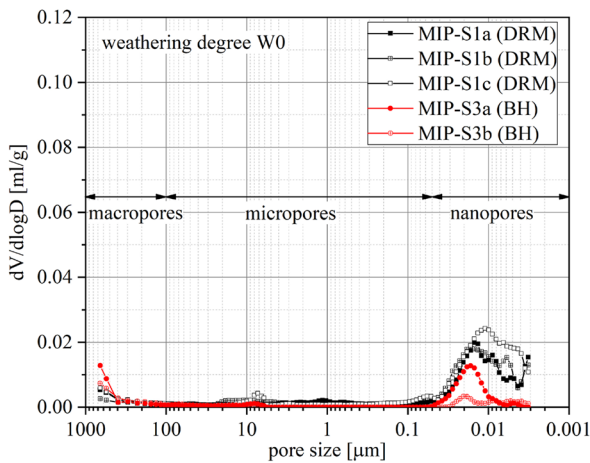 weathering degree W0
MIP-S1a (DRM)
MIP-S1b (DRM)
MIP-S1c (DRM)
MIP-S3a (BH)
MIP-S3b (BH)
macropores
micropores
nanopores
dV/dlogD [ml/g]
0.12
0.10
0.08
0.06
0.04
0.02
0.00
1000
100
10
1
0.1
0.01
0.001
pore size [μm]